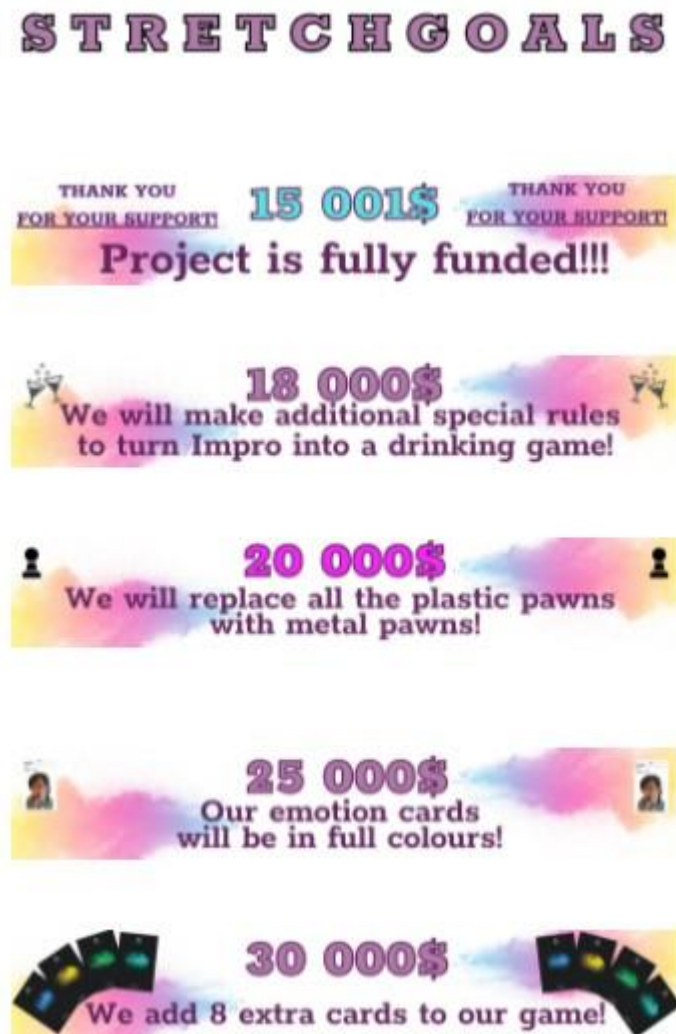 STRETCHGOALS
THANK YOU
FOR YOUR SUPPORT!
15 001$
THANK YOU
FOR YOUR SUPPORT!
Project is fully funded!!!
18 000$
We will make additional special rules
to turn Impro into a drinking game!
20 000$
We will replace all the plastic pawns
with metal pawns!
25 000$
Our emotion cards
will be in full colours!
30 000$
We add 8 extra cards to our game!